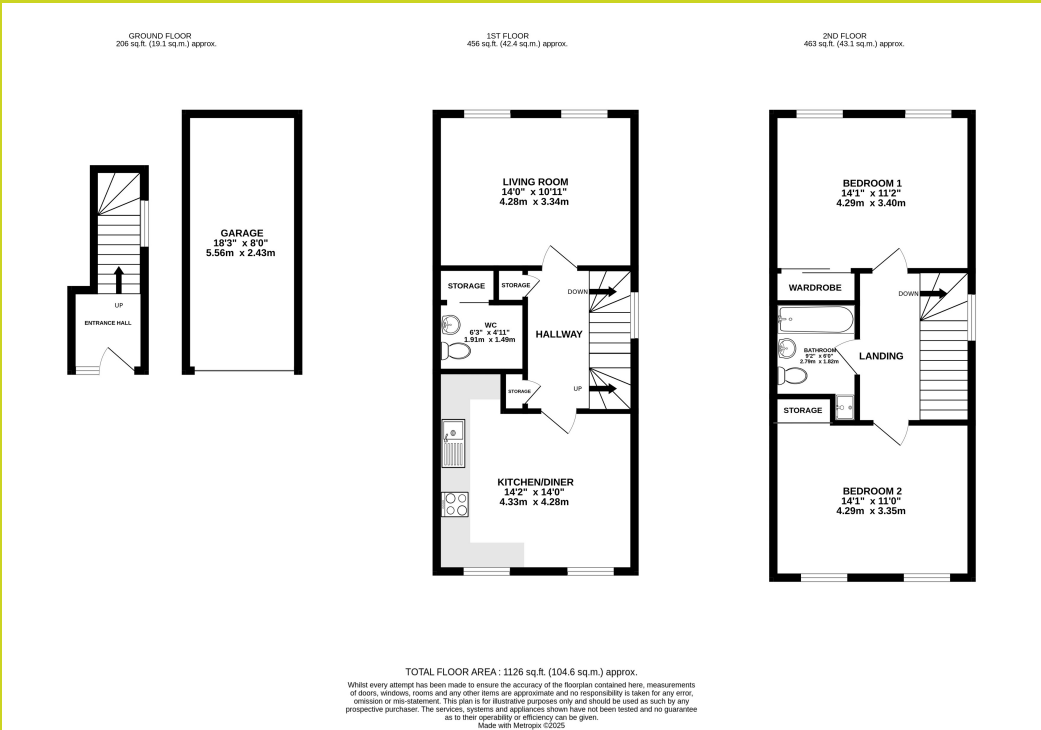 GROUND FLOOR
206 sq.ft. (19.1 sq.m.) approx.
1ST FLOOR
456 sq.ft. (42.4 sq.m.) approx.
2ND FLOOR
463 sq.ft. (43.1 sq.m.) approx.
UP
ENTRANCE HALL
GARAGE
18'3" x 8'0"
5.56m x 2.43m
LIVING ROOM
14'0" x 10'11"
4.28m x 3.34m
STORAGE
STORAGE
DOWN
WC
6'3" x 4'11"
1.91m x 1.49m
HALLWAY
STORAGE
UP
KITCHEN/DINER
14'2" x 14'0"
4.33m x 4.28m
BEDROOM 1
14'1" x 11'2"
4.29m x 3.40m
WARDROBE
DOWN
BATHROOM
9'2" x 6'0"
2.79m x 1.82m
LANDING
STORAGE
BEDROOM 2
14'1" x 11'0"
4.29m x 3.35m
TOTAL FLOOR AREA : 1126 sq.ft. (104.6 sq.m.) approx.
Whilst every attempt has been made to ensure the accuracy of the floorplan contained here, measurements
of doors, windows, rooms and any other items are approximate and no responsibility is taken for any error,
omission or mis-statement. This plan is for illustrative purposes only and should be used as such by any
prospective purchaser. The services, systems and appliances shown have not been tested and no guarantee
as to their operability or efficiency can be given.
Made with Metropix ©2025